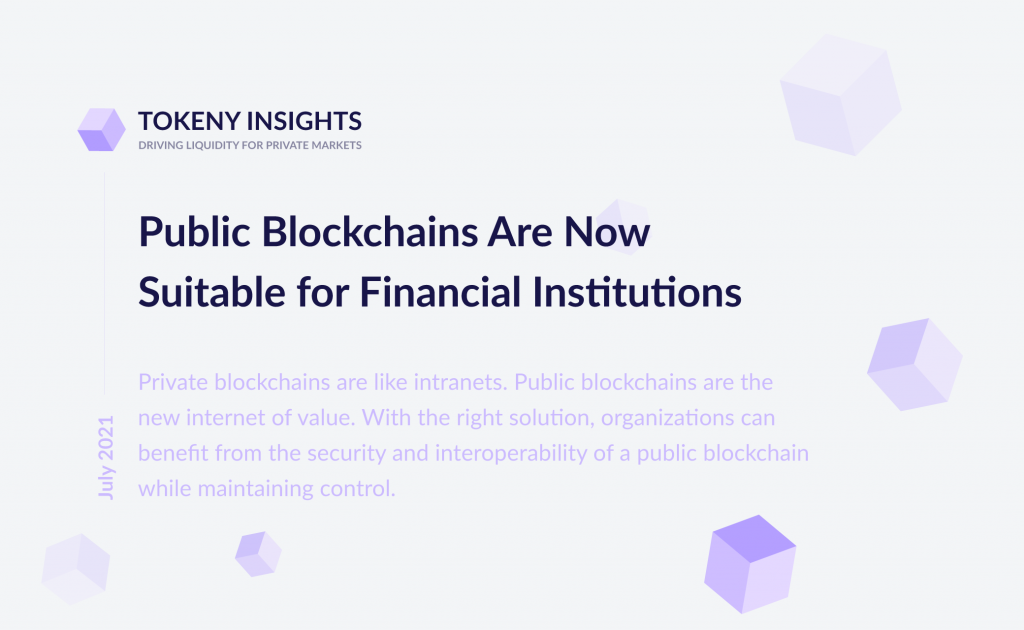 TOKENY INSIGHTS
DRIVING LIQUIDITY FOR PRIVATE MARKETS
Public Blockchains Are Now
Suitable for Financial Institutions
Private blockchains are like intranets. Public blockchains are the
new internet of value. With the right solution, organizations can
benefit from the security and interoperability of a public blockchain
while maintaining control.
July 2021